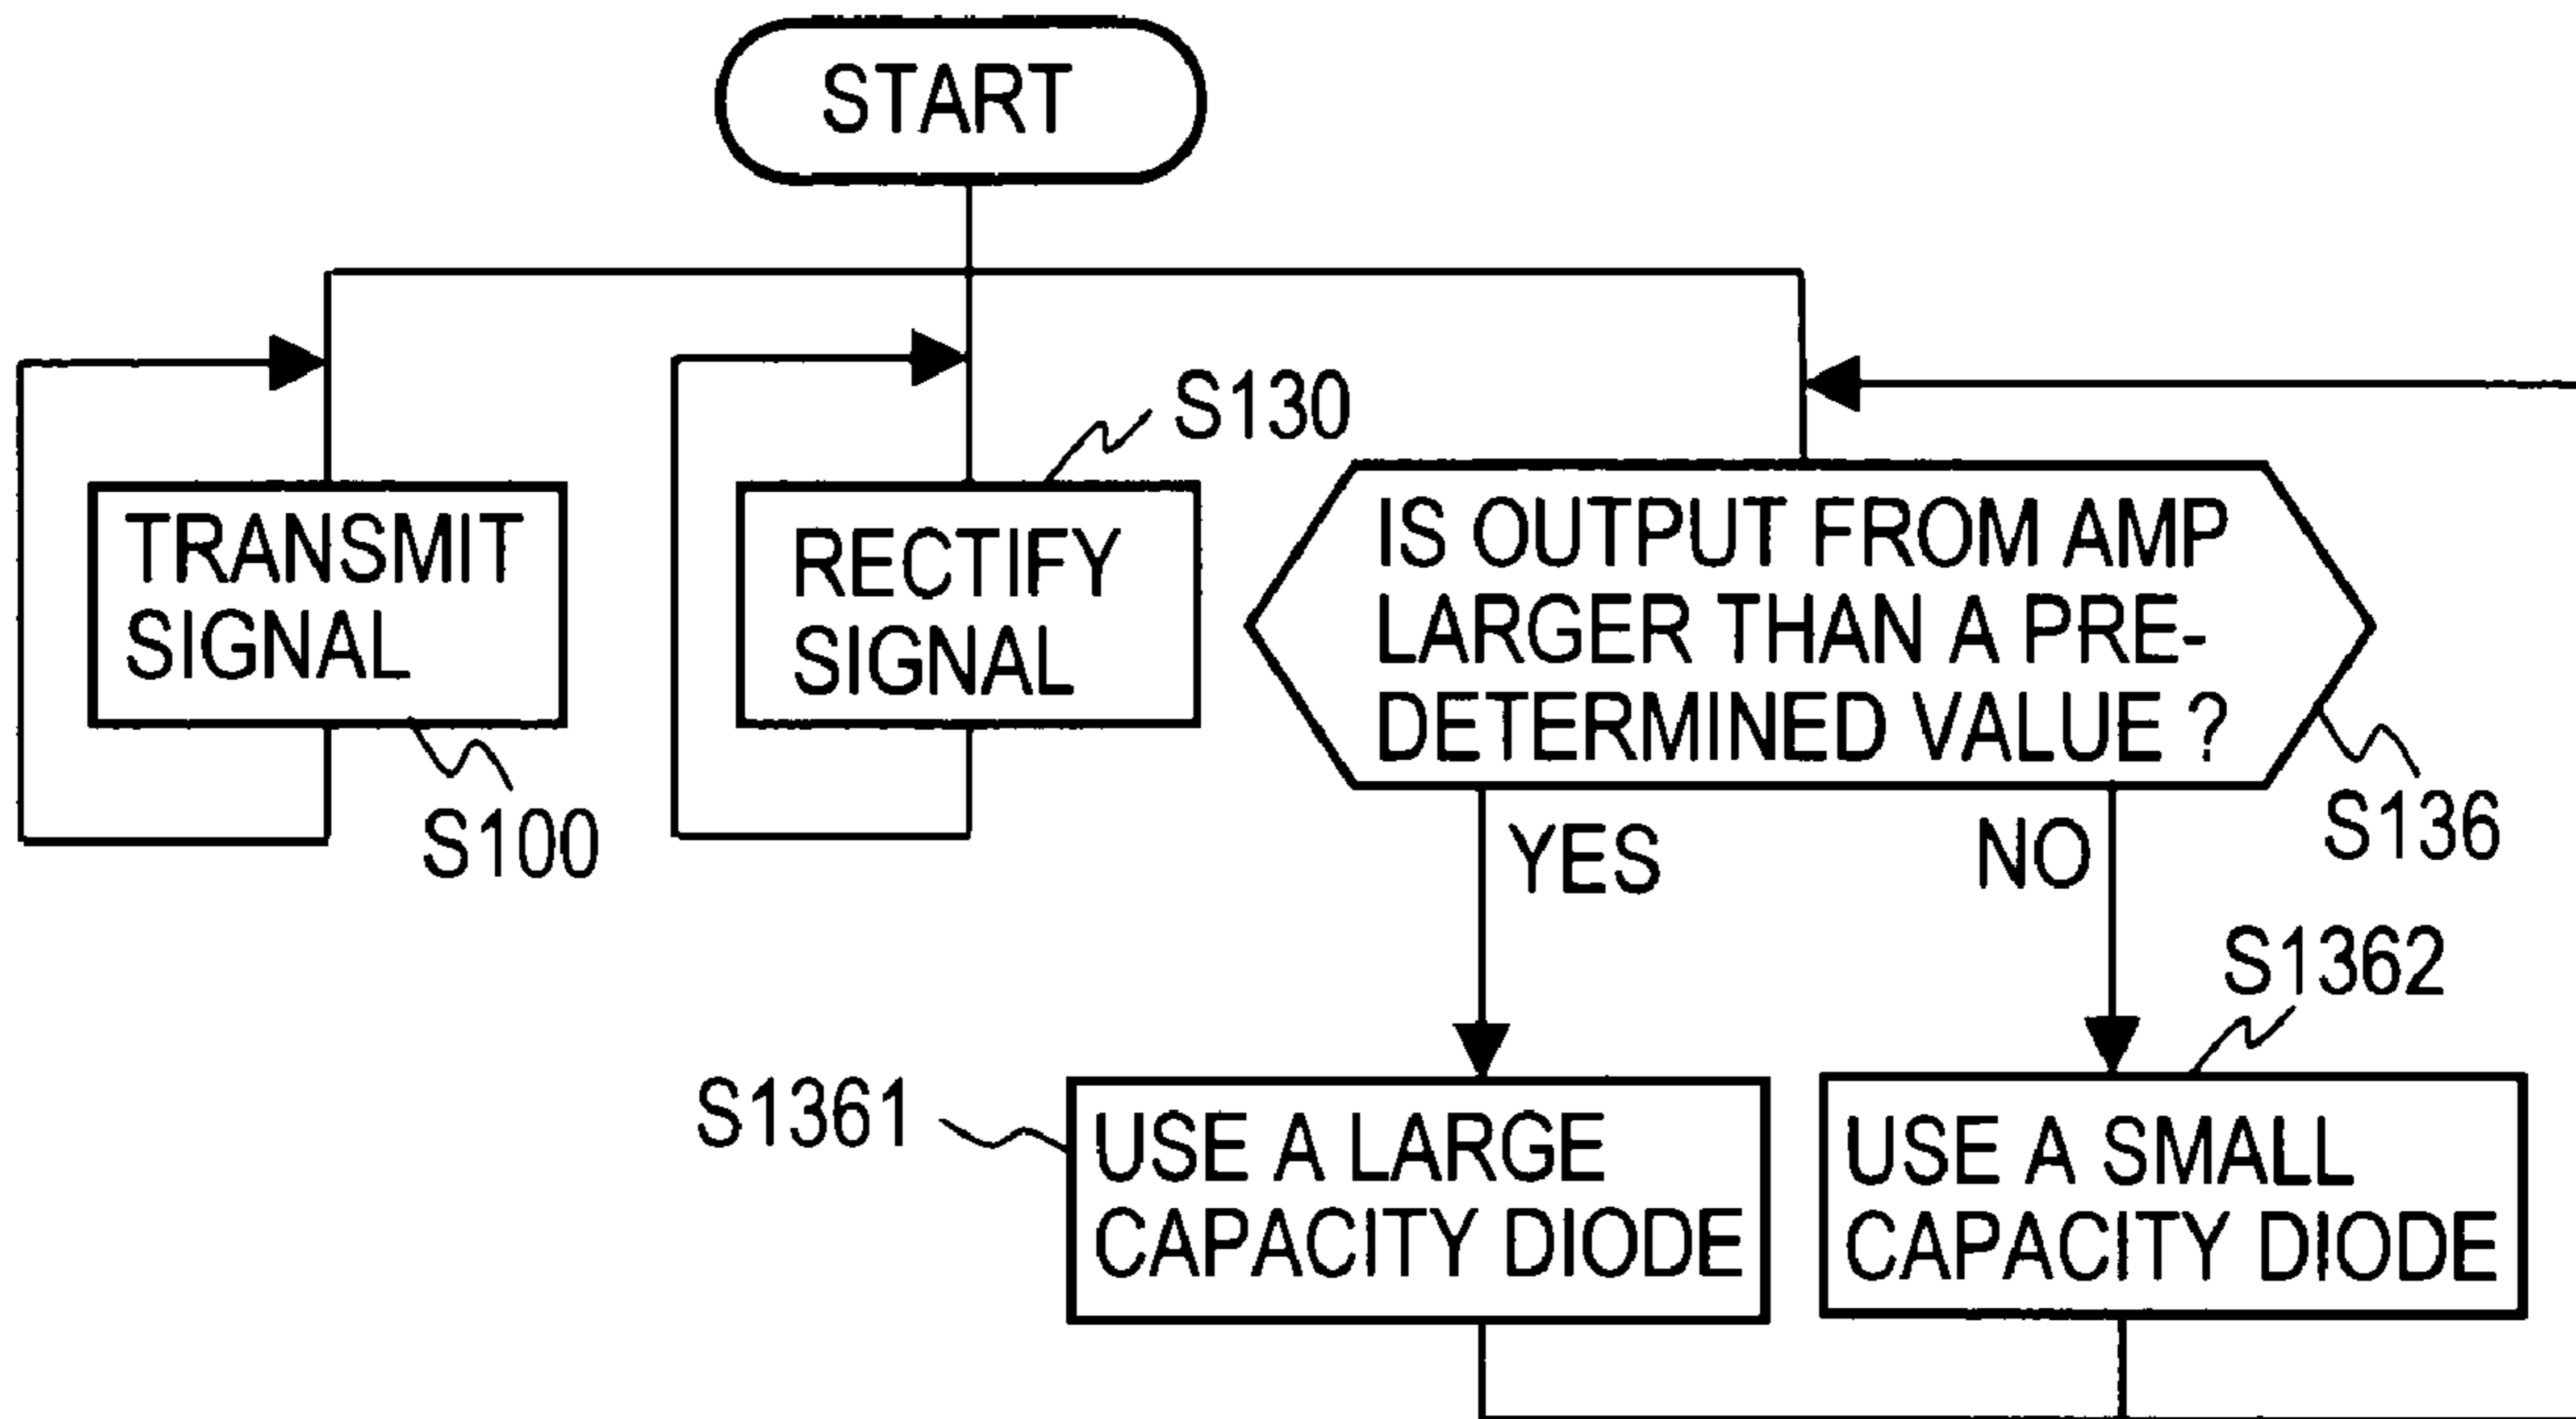 START
S130
TRANSMIT
SIGNAL
S100
RECTIFY
SIGNAL
IS OUTPUT FROM AMP
LARGER THAN A PRE-
DETERMINED VALUE ?
S136
YES
NO
S1361
USE A LARGE
CAPACITY DIODE
S1362
USE A SMALL
CAPACITY DIODE